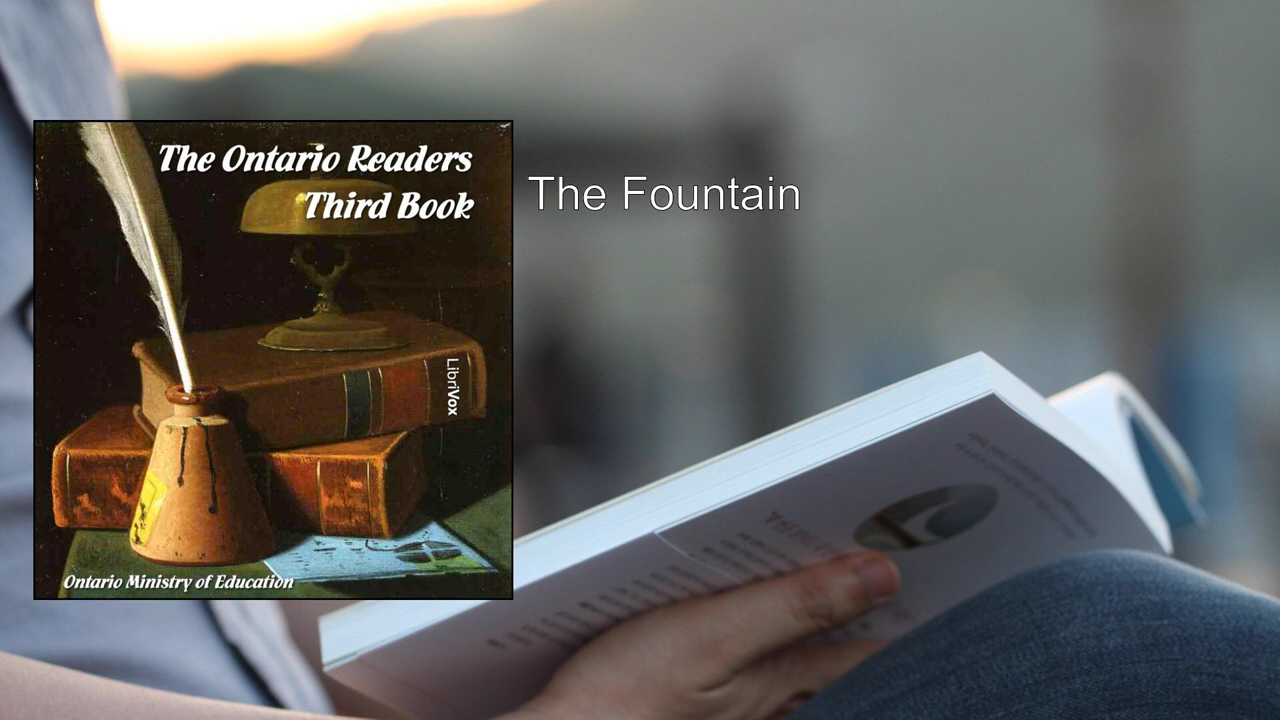 The Ontario Readers
Third Book
The Fountain
LibriVox
Ontario Ministry of Education